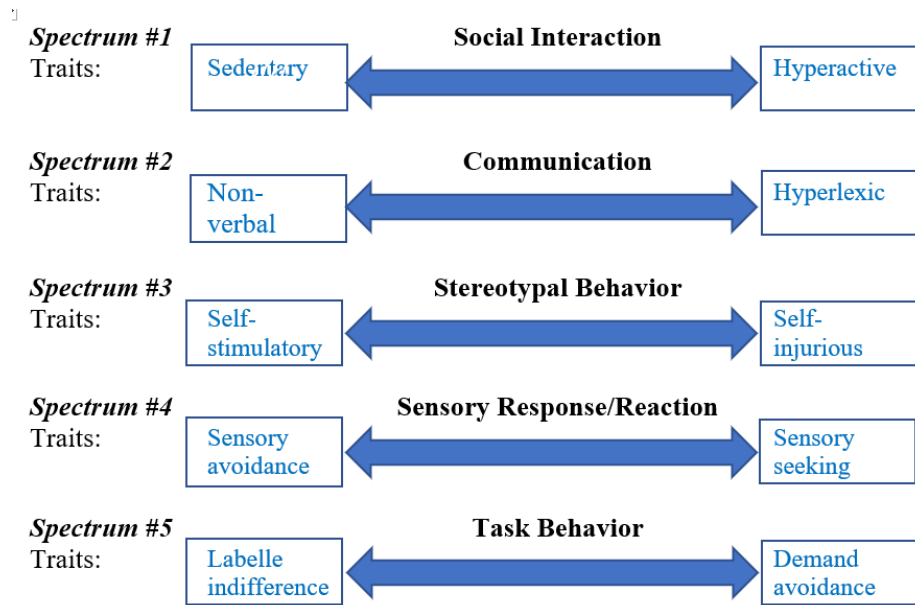 Spectrum #1 Social Interaction
Traits: Sedentary Hyperactive
Spectrum #2 Communication
Traits: Non- Hyperlexic
verbal
Spectrum #3 Stereotypal Behavior
Traits: Self- Self-
stimulatory injurious
Spectrum #4 Sensory Response/Reaction
Traits: Sensory Sensory
avoidance seeking
Spectrum #5 Task Behavior
Traits: Labelle Demand
indifference avoidance